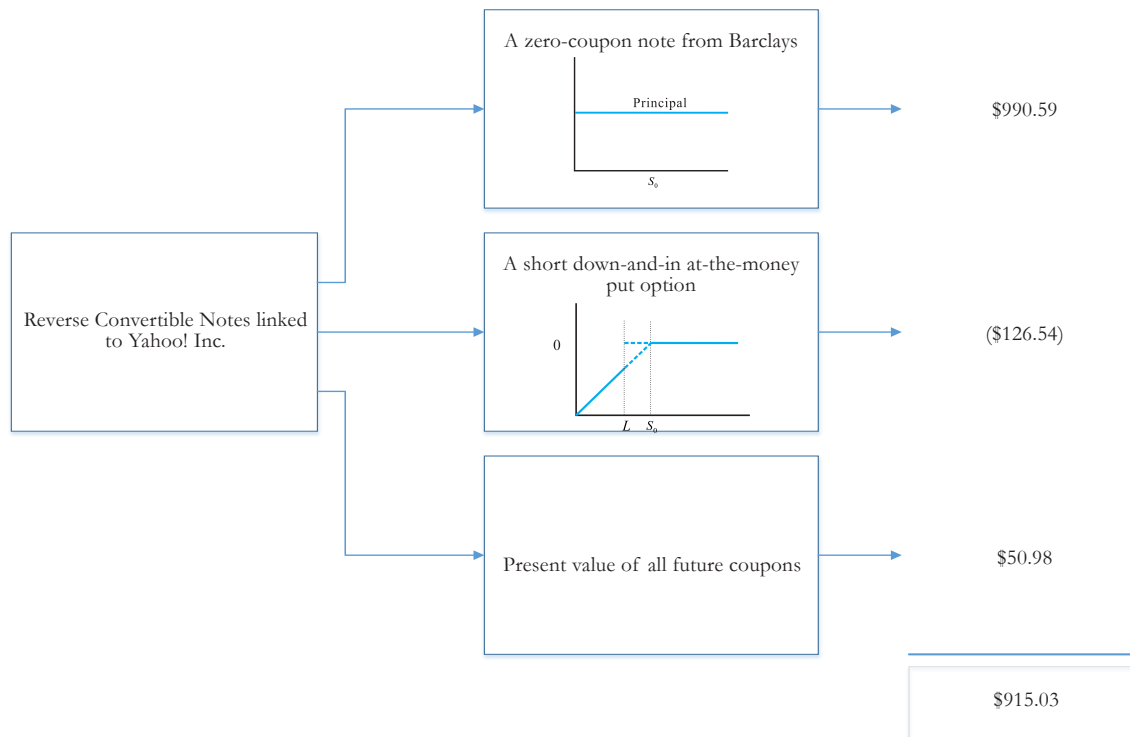 A zero-coupon note from Barclays
Principal
S₀
$990.59
Reverse Convertible Notes linked
to Yahoo! Inc.
A short down-and-in at-the-money
put option
0
L S₀
($126.54)
Present value of all future coupons
$50.98
$915.03